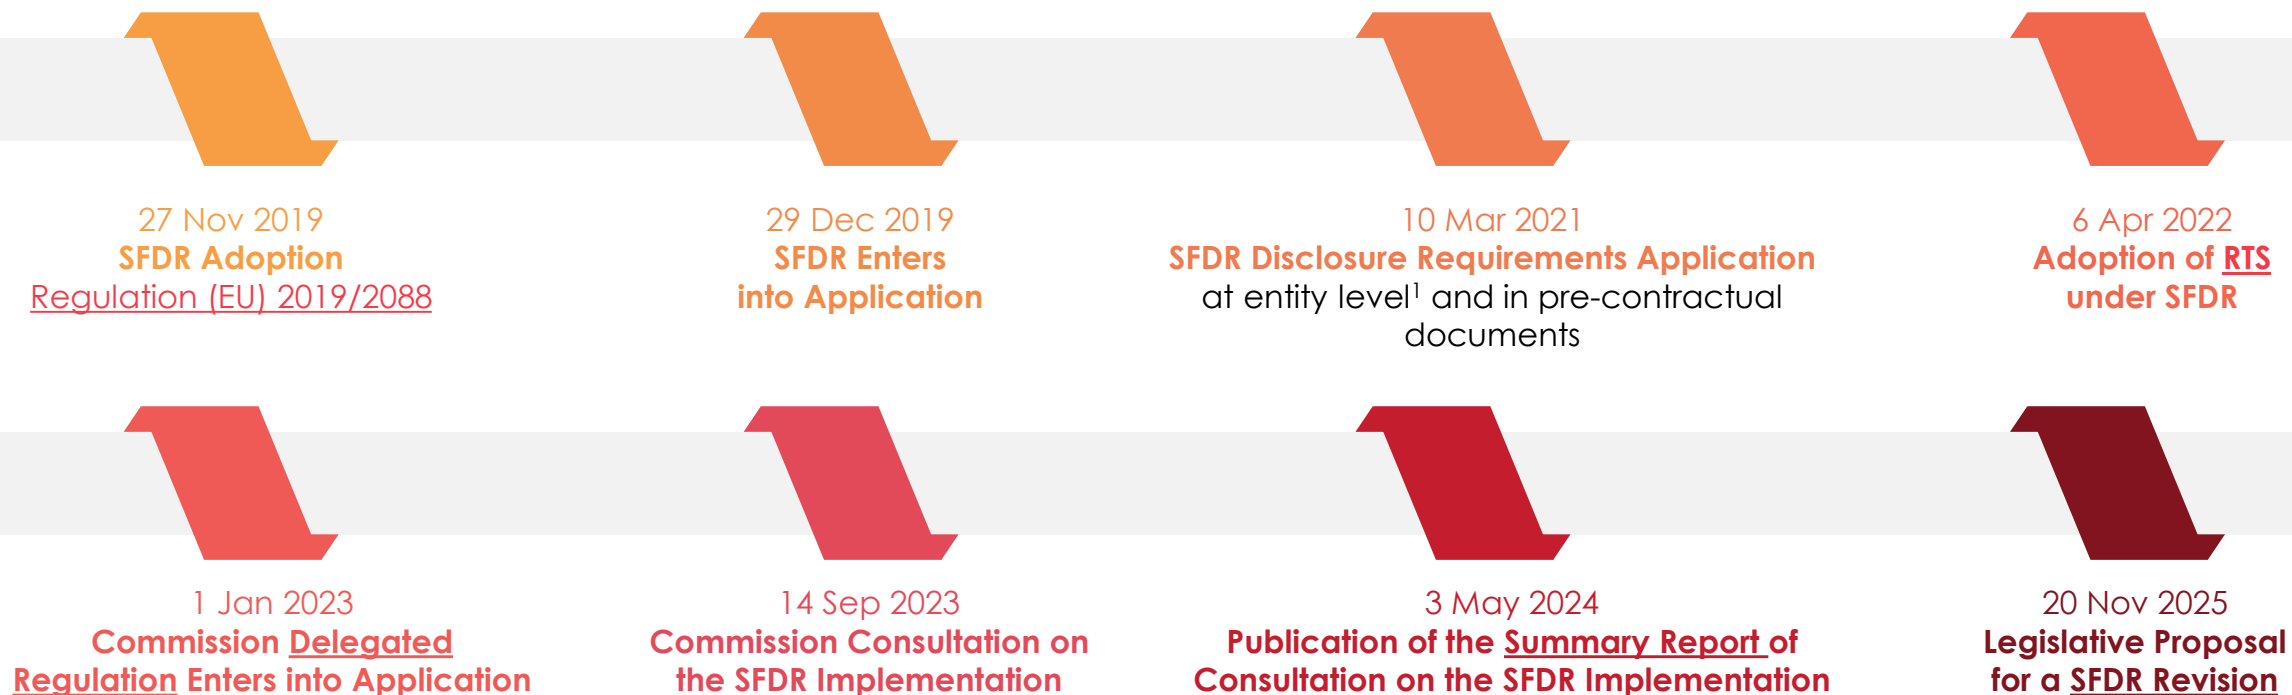 27 Nov 2019
SFDR Adoption
Regulation (EU) 2019/2088
29 Dec 2019
SFDR Enters
into Application
10 Mar 2021
SFDR Disclosure Requirements Application
at entity level¹ and in pre-contractual
documents
6 Apr 2022
Adoption of RTS
under SFDR
1 Jan 2023
Commission Delegated
Regulation Enters into Application
14 Sep 2023
Commission Consultation on
the SFDR Implementation
3 May 2024
Publication of the Summary Report of
Consultation on the SFDR Implementation
20 Nov 2025
Legislative Proposal
for a SFDR Revision